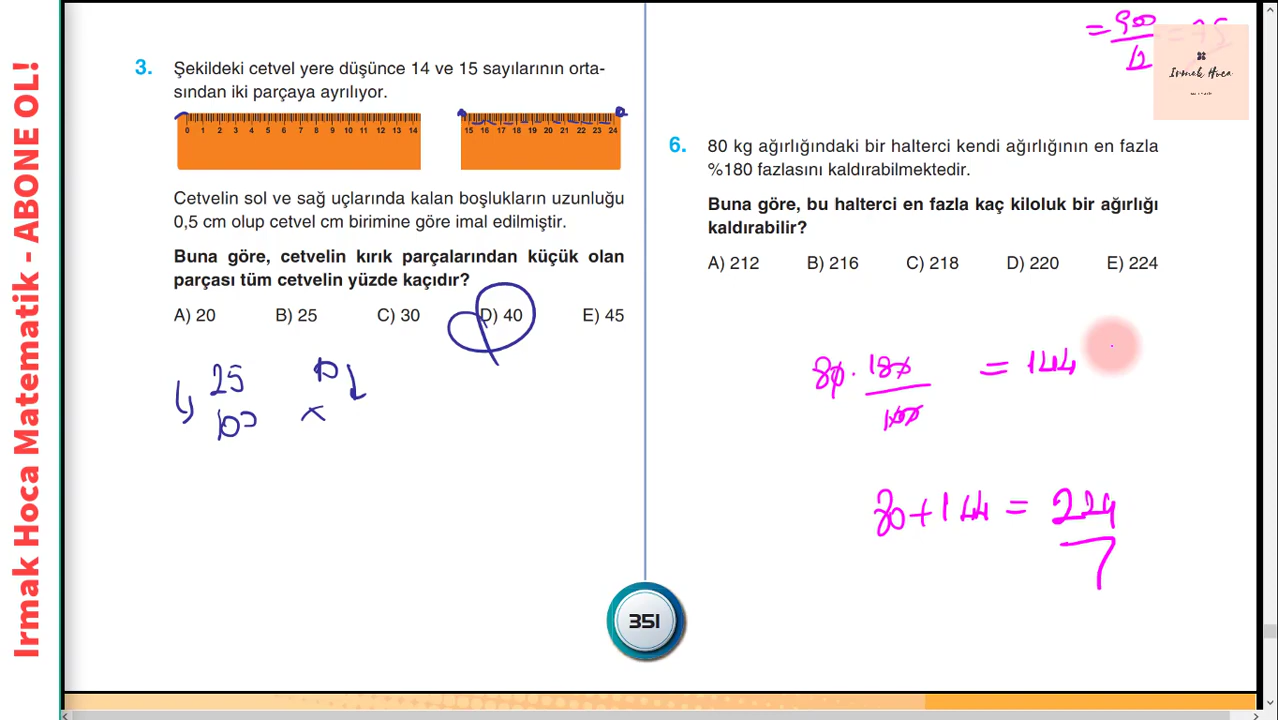 Irmak Hoca Matematik - ABONE OL!
3. Şekildeki cetvel yere düşünce 14 ve 15 sayılarının orta-
sından iki parçaya ayrılıyor.
0 1 2 3 4 5 6 7 8 9 10 11 12 13 14
15 16 17 18 19 20 21 22 23 24
Cetvelin sol ve sağ uçlarında kalan boşlukların uzunluğu
0,5 cm olup cetvel cm birimine göre imal edilmiştir.
Buna göre, cetvelin kırık parçalarından küçük olan
parçası tüm cetvelin yüzde kaçıdır?
A) 20 B) 25 C) 30 D) 40 E) 45
25 10
100 x
= 900
12
Irmak Hoca
6. 80 kg ağırlığındaki bir halterci kendi ağırlığının en fazla
%180 fazlasını kaldırabilmektedir.
Buna göre, bu halterci en fazla kaç kiloluk bir ağırlığı
kaldırabilir?
A) 212 B) 216 C) 218 D) 220 E) 224
80 . 180 = 144
100
80 + 144 = 224
351